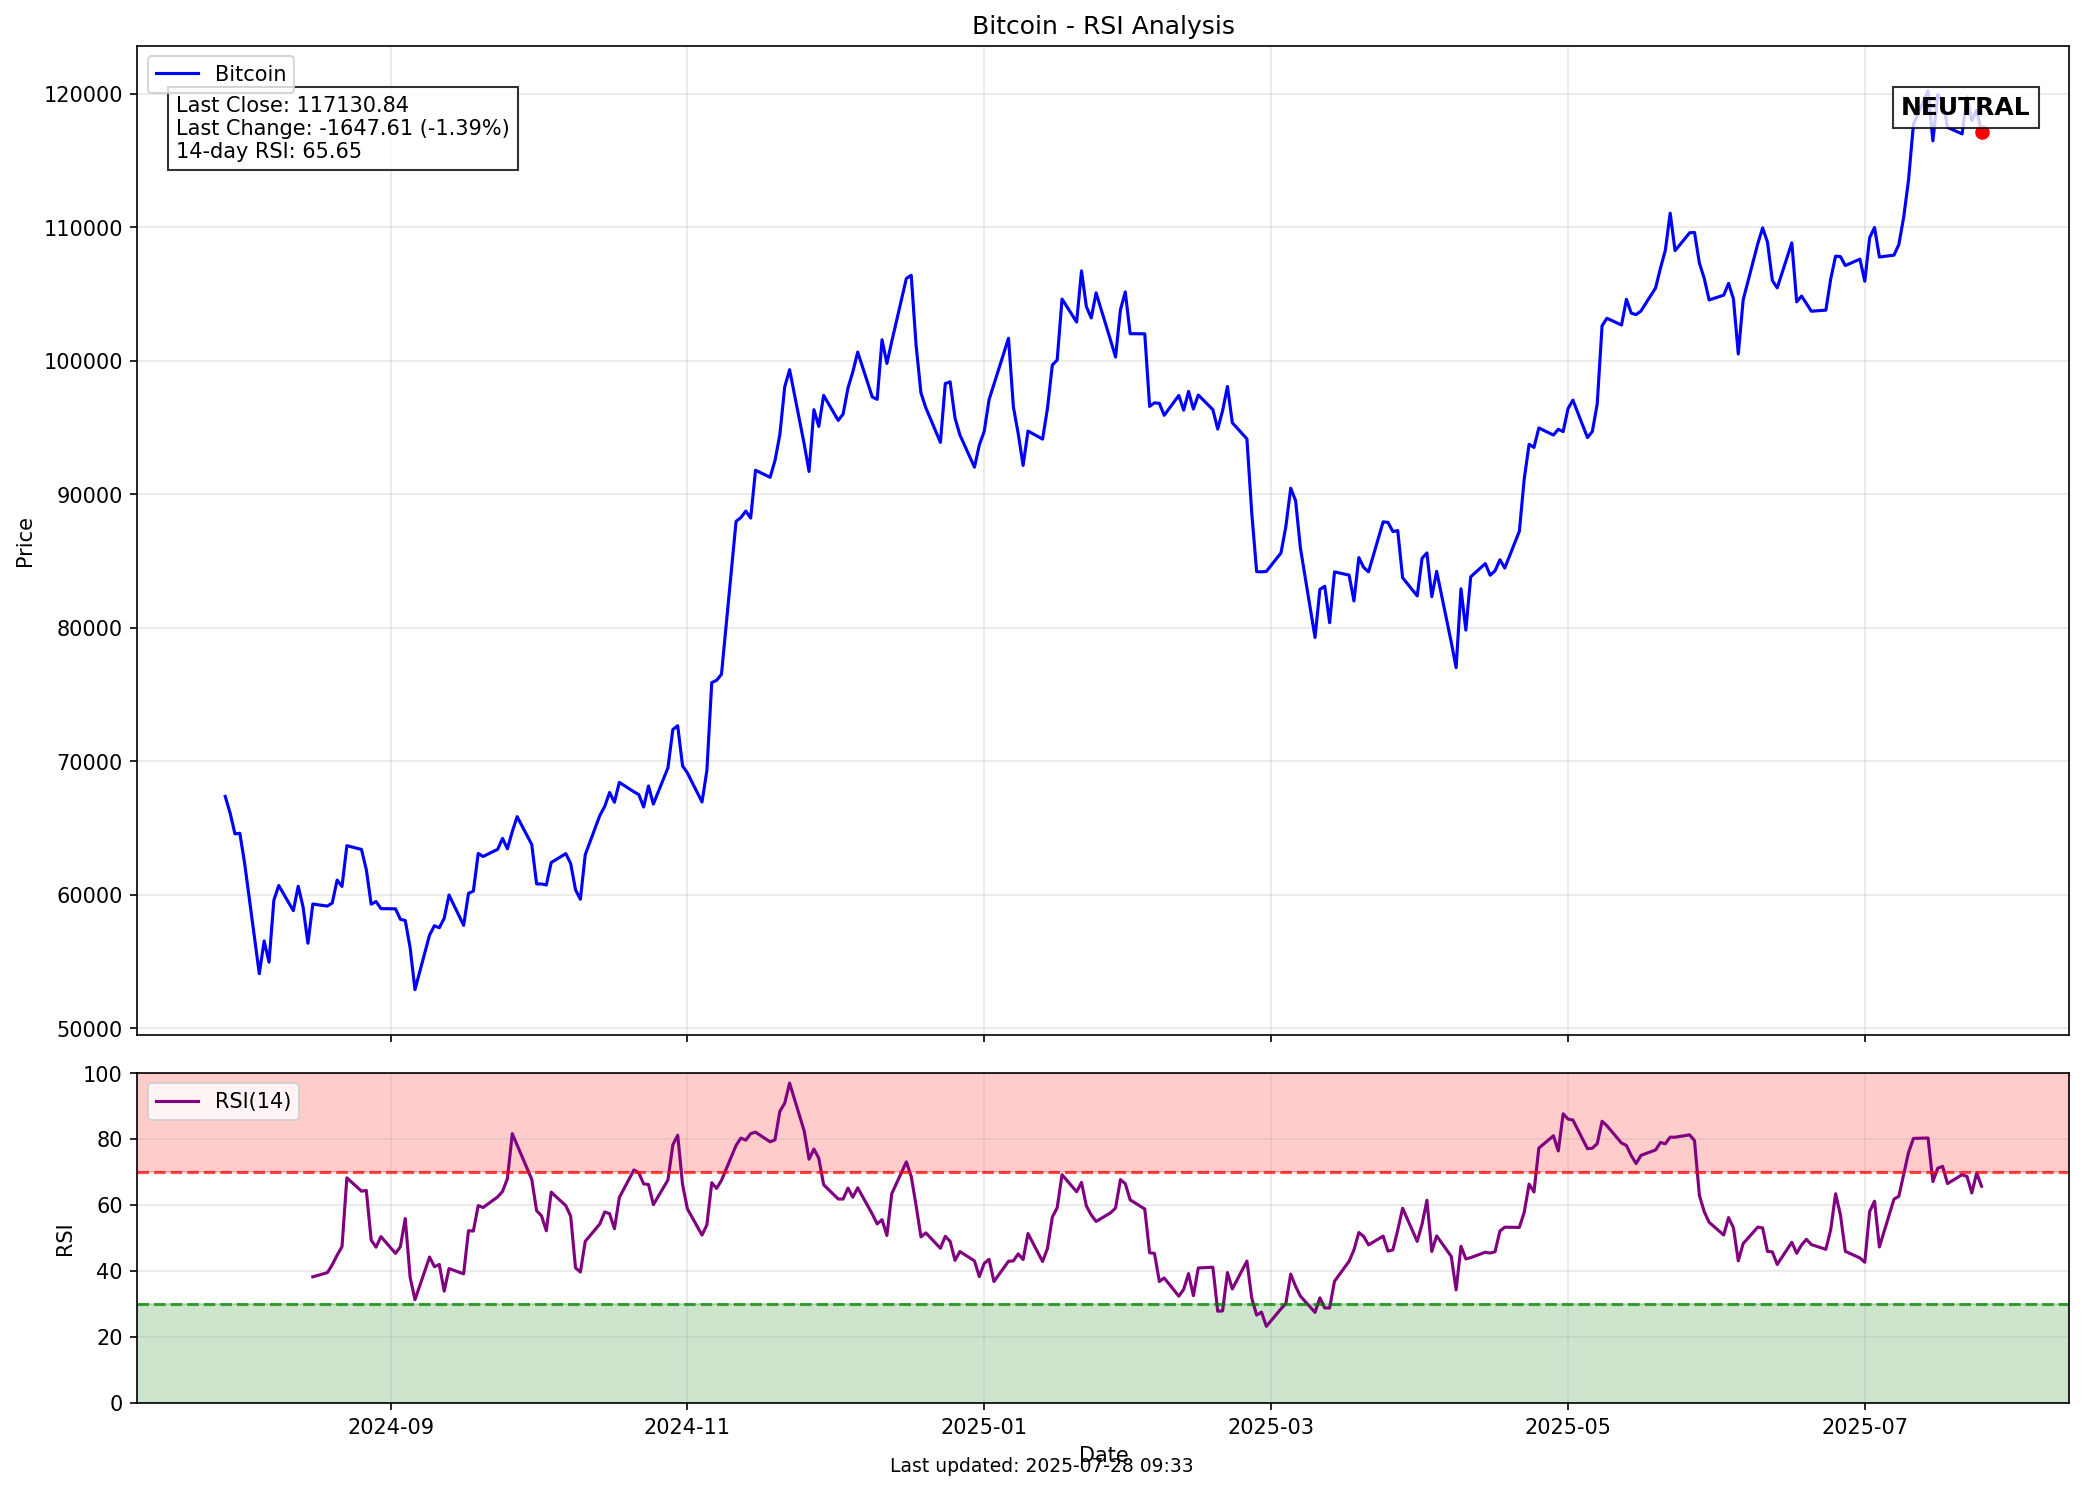 Bitcoin - RSI Analysis
Bitcoin
Last Close: 117130.84
Last Change: -1647.61 (-1.39%)
14-day RSI: 65.65
NEUTRAL
Price
120000
110000
100000
90000
80000
70000
60000
50000
RSI(14)
RSI
100
80
60
40
20
0
2024-09
2024-11
2025-01
2025-03
2025-05
2025-07
Date
Last updated: 2025-07-28 09:33